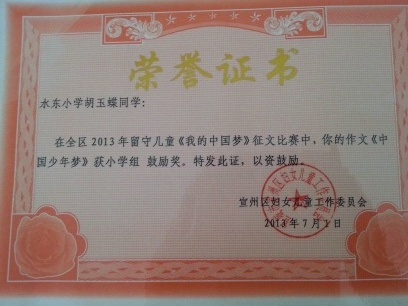 荣誉证书
永东小学胡玉蝶同学：
在全区2013年留守儿童《我的中国梦》征文比赛中，你的作文《中
国少年梦》获小学组 鼓励奖。特发此证，以资鼓励。
宣州区妇女儿童工作委员会
2013年7月1日